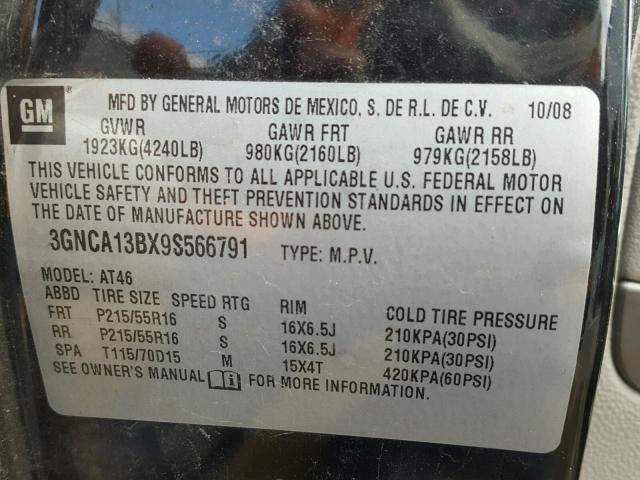 GM ®
MFD BY GENERAL MOTORS DE MEXICO, S. DE R.L. DE C.V. 10/08
GVWR GAWR FRT GAWR RR
1923KG(4240LB) 980KG(2160LB) 979KG(2158LB)
THIS VEHICLE CONFORMS TO ALL APPLICABLE U.S. FEDERAL MOTOR
VEHICLE SAFETY AND THEFT PREVENTION STANDARDS IN EFFECT ON
THE DATE OF MANUFACTURE SHOWN ABOVE.
3GNCA13BX9S566791 TYPE: M.P.V.
MODEL: AT46
ABBD TIRE SIZE SPEED RTG RIM COLD TIRE PRESSURE
FRT P215/55R16 S 16X6.5J 210KPA(30PSI)
RR P215/55R16 S 16X6.5J 210KPA(30PSI)
SPA T115/70D15 M 15X4T 420KPA(60PSI)
SEE OWNER'S MANUAL FOR MORE INFORMATION.